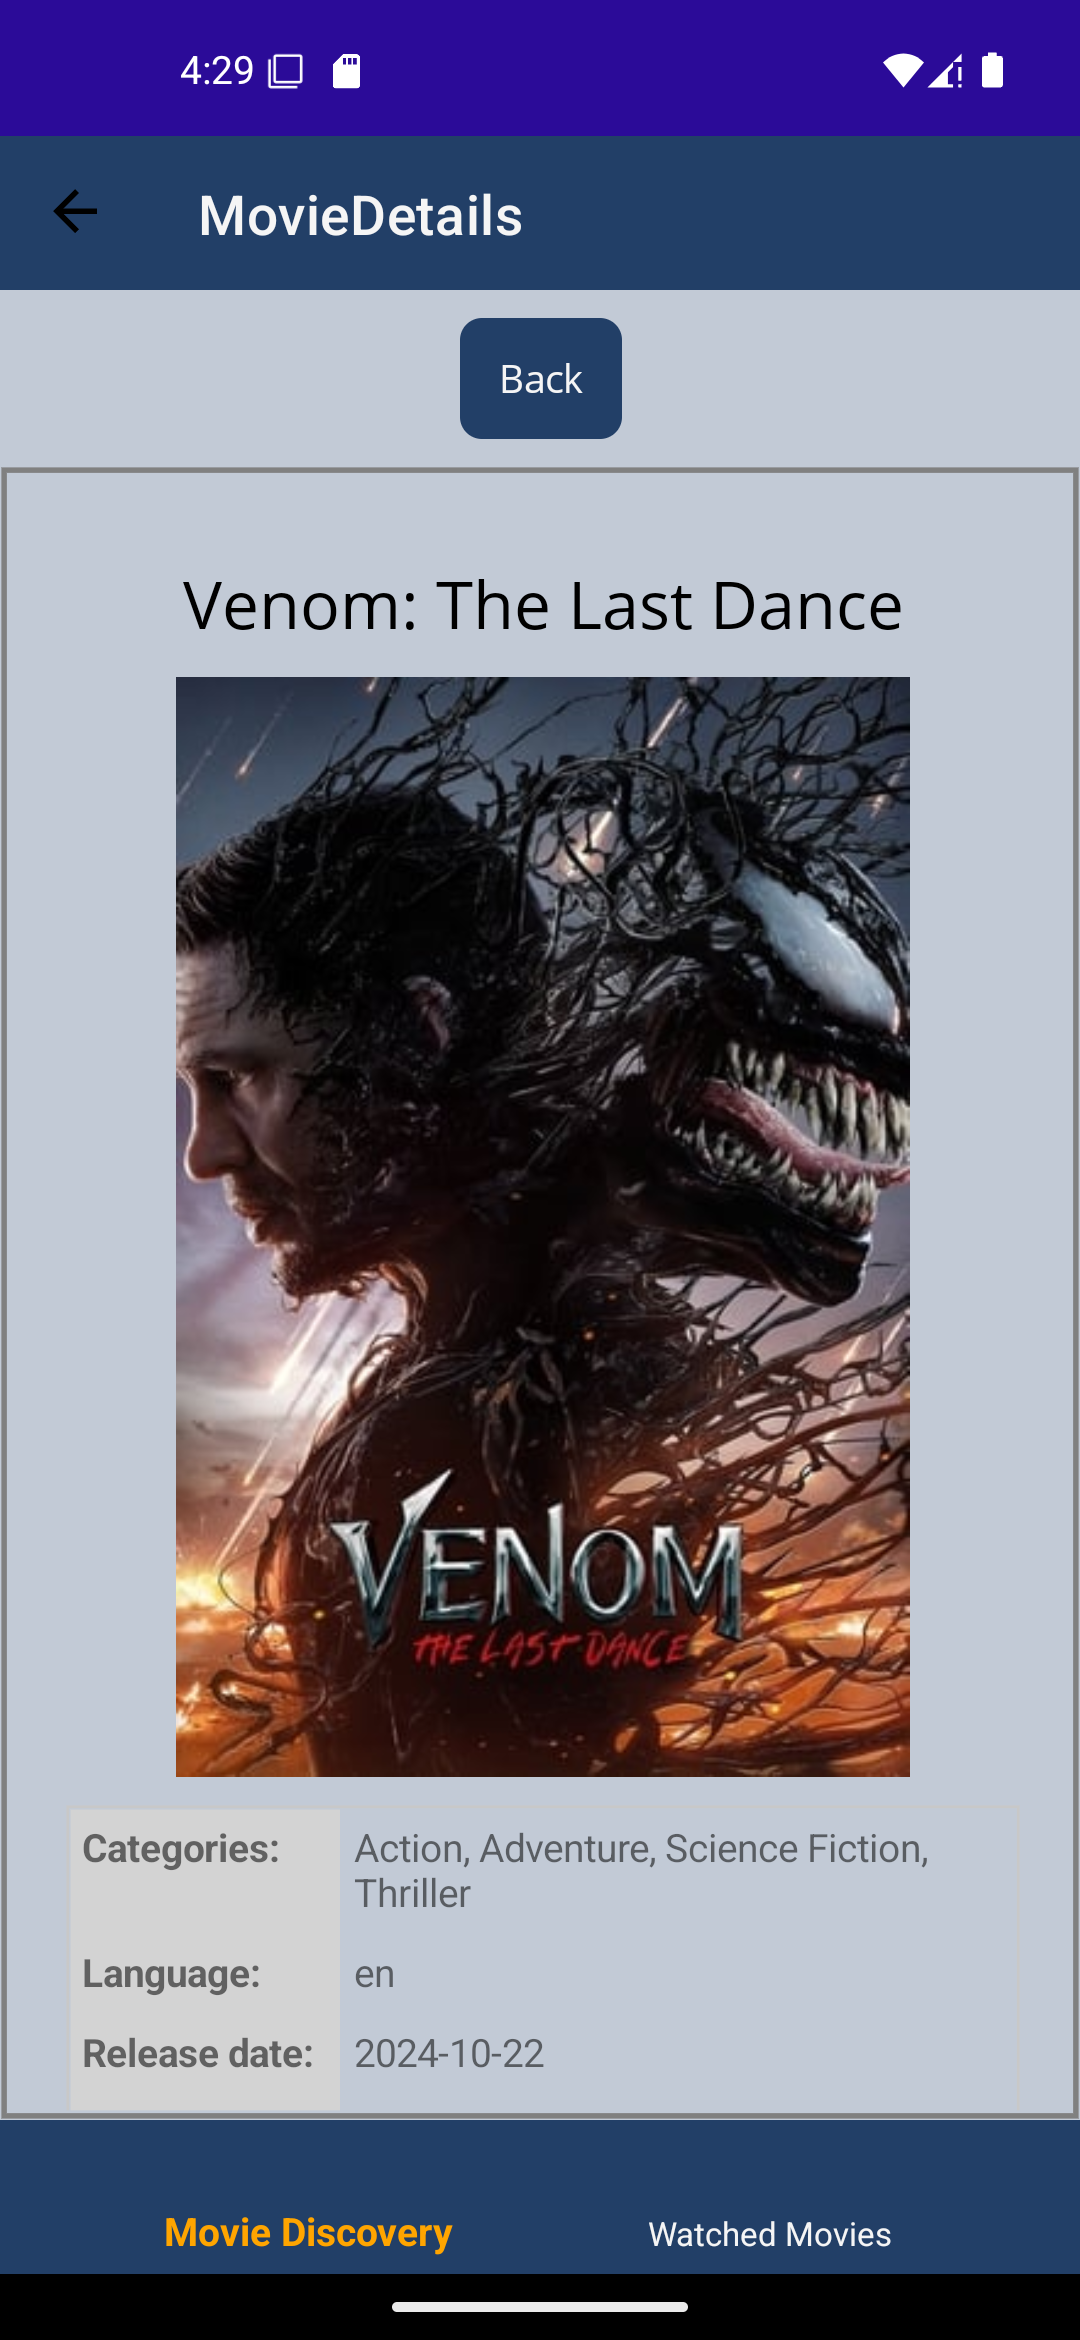 4:29
MovieDetails
Back
Venom: The Last Dance
VENOM
THE LAST DANCE
Categories: Action, Adventure, Science Fiction,
Thriller
Language: en
Release date: 2024-10-22
Movie Discovery Watched Movies